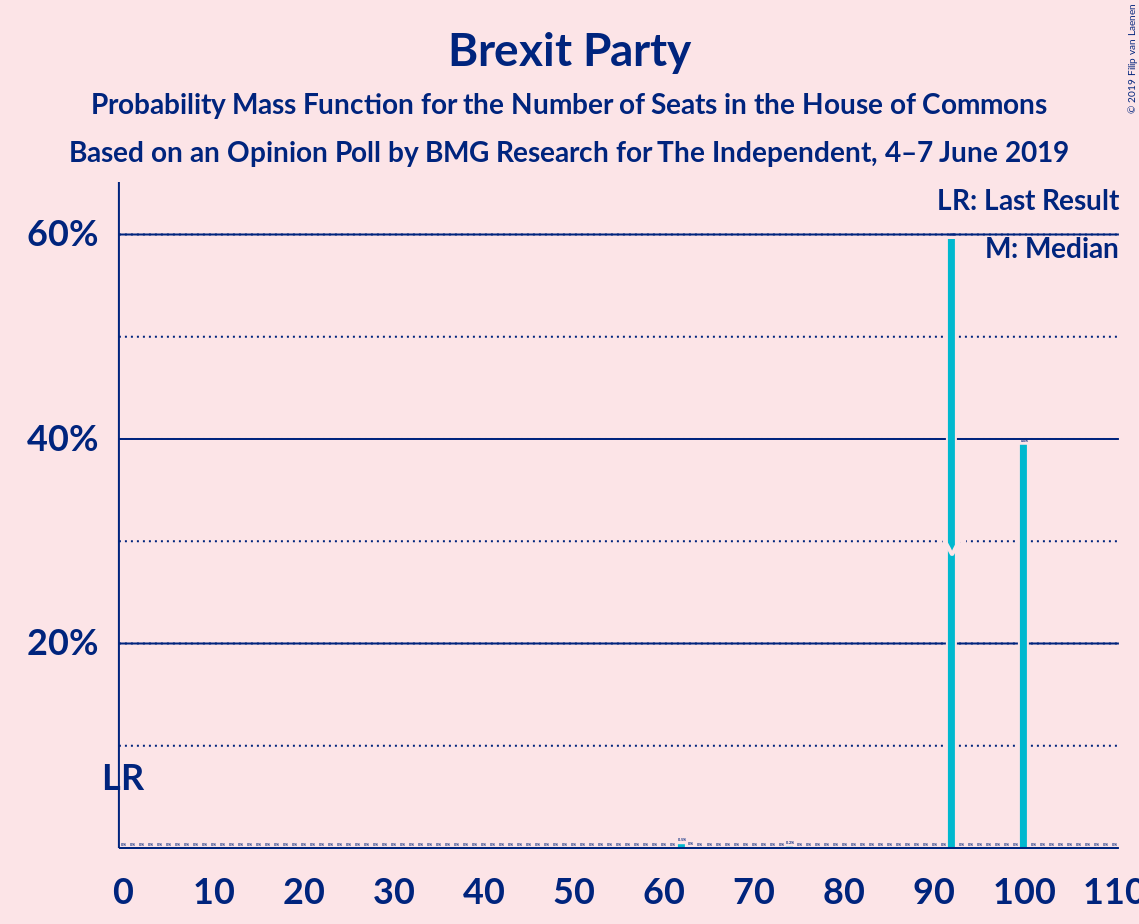 Brexit Party
Probability Mass Function for the Number of Seats in the House of Commons
Based on an Opinion Poll by BMG Research for The Independent, 4–7 June 2019
© 2019 Filip van Laenen
LR: Last Result
M: Median
60%
40%
20%
LR
M
0 10 20 30 40 50 60 70 80 90 100 110